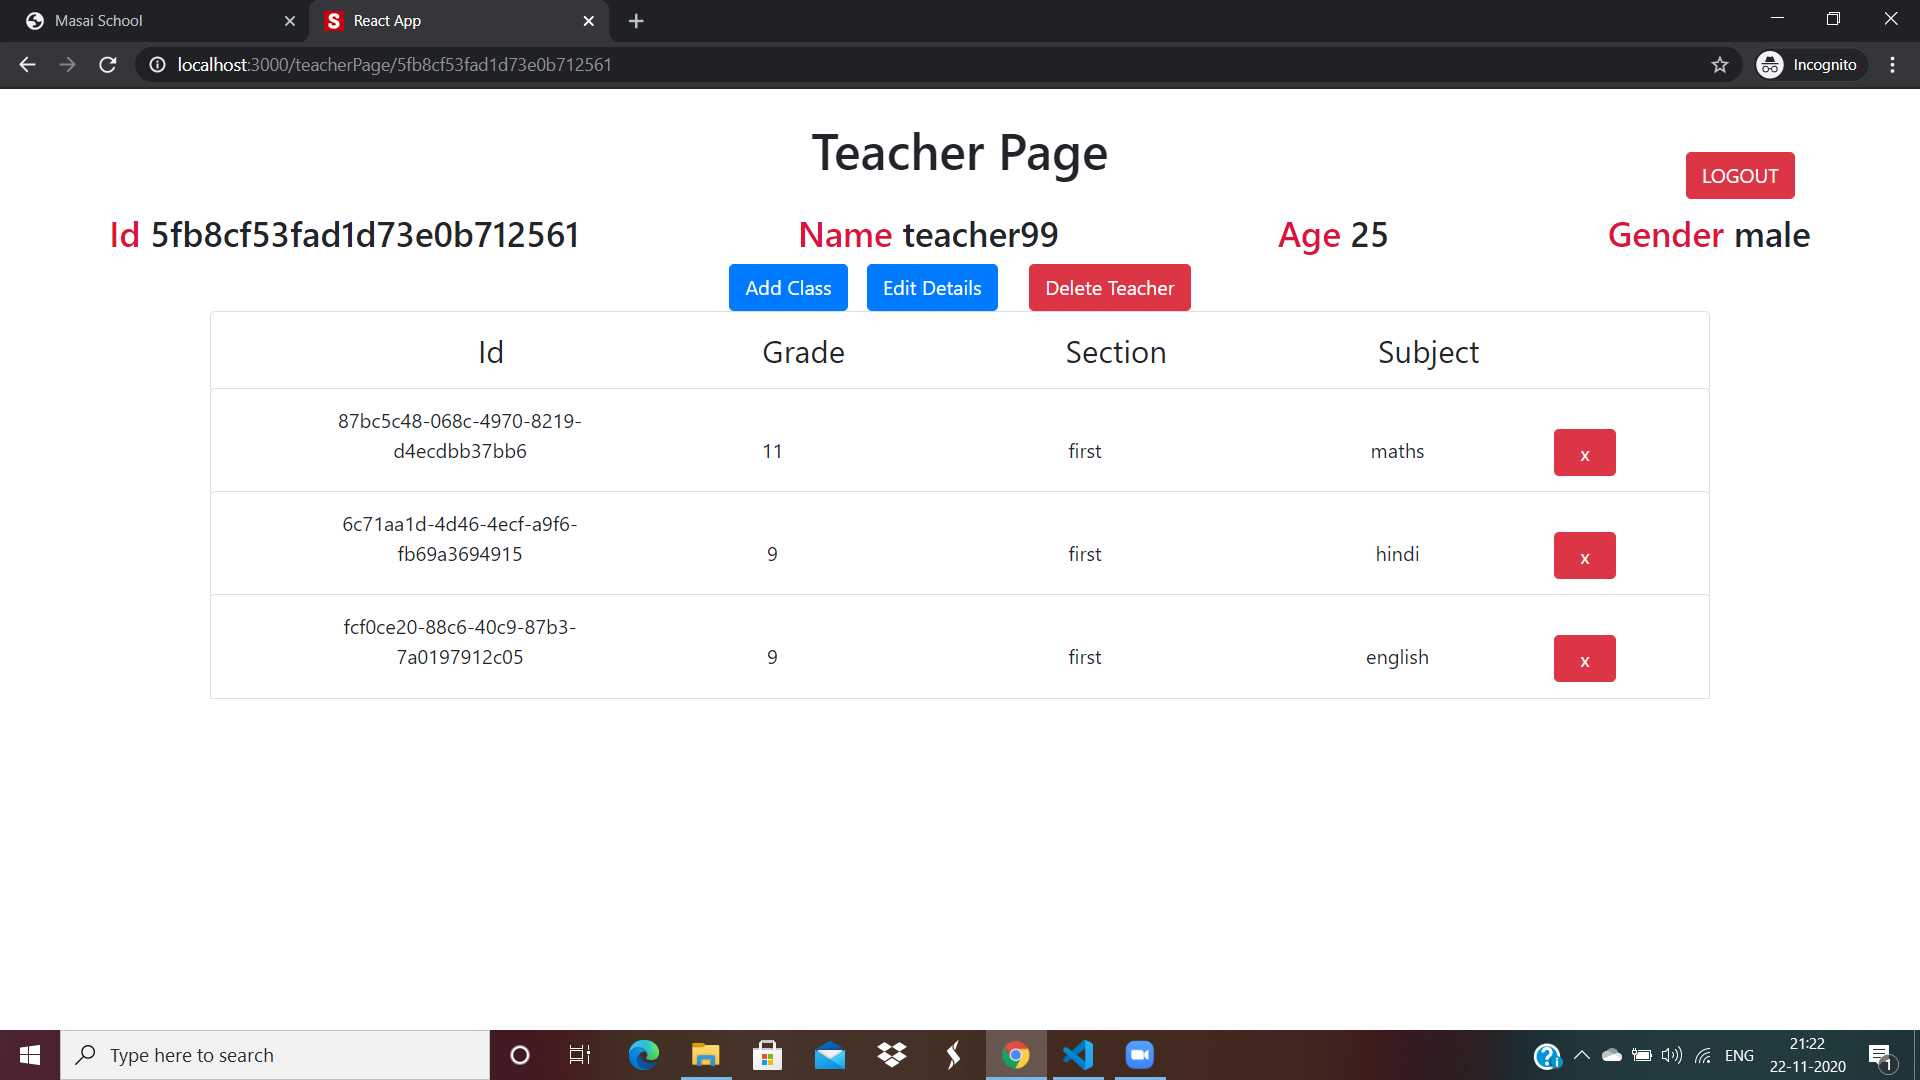 Masai School
React App
localhost:3000/teacherPage/5fb8cf53fad1d73e0b712561
Incognito
Teacher Page
LOGOUT
Id 5fb8cf53fad1d73e0b712561 Name teacher99 Age 25 Gender male
Add Class Edit Details Delete Teacher
Id Grade Section Subject
87bc5c48-068c-4970-8219-
d4ecdbb37bb6 11 first maths x
6c71aa1d-4d46-4ecf-a9f6-
fb69a3694915 9 first hindi x
fcf0ce20-88c6-40c9-87b3-
7a0197912c05 9 first english x
Type here to search
ENG
21:22
22-11-2020
1